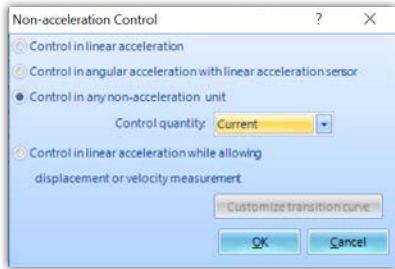 Non-acceleration Control ? X
Control in linear acceleration
Control in angular acceleration with linear acceleration sensor
Control in any non-acceleration unit
Control quantity: Current
Control in linear acceleration while allowing
displacement or velocity measurement
Customize transition curve
OK Cancel